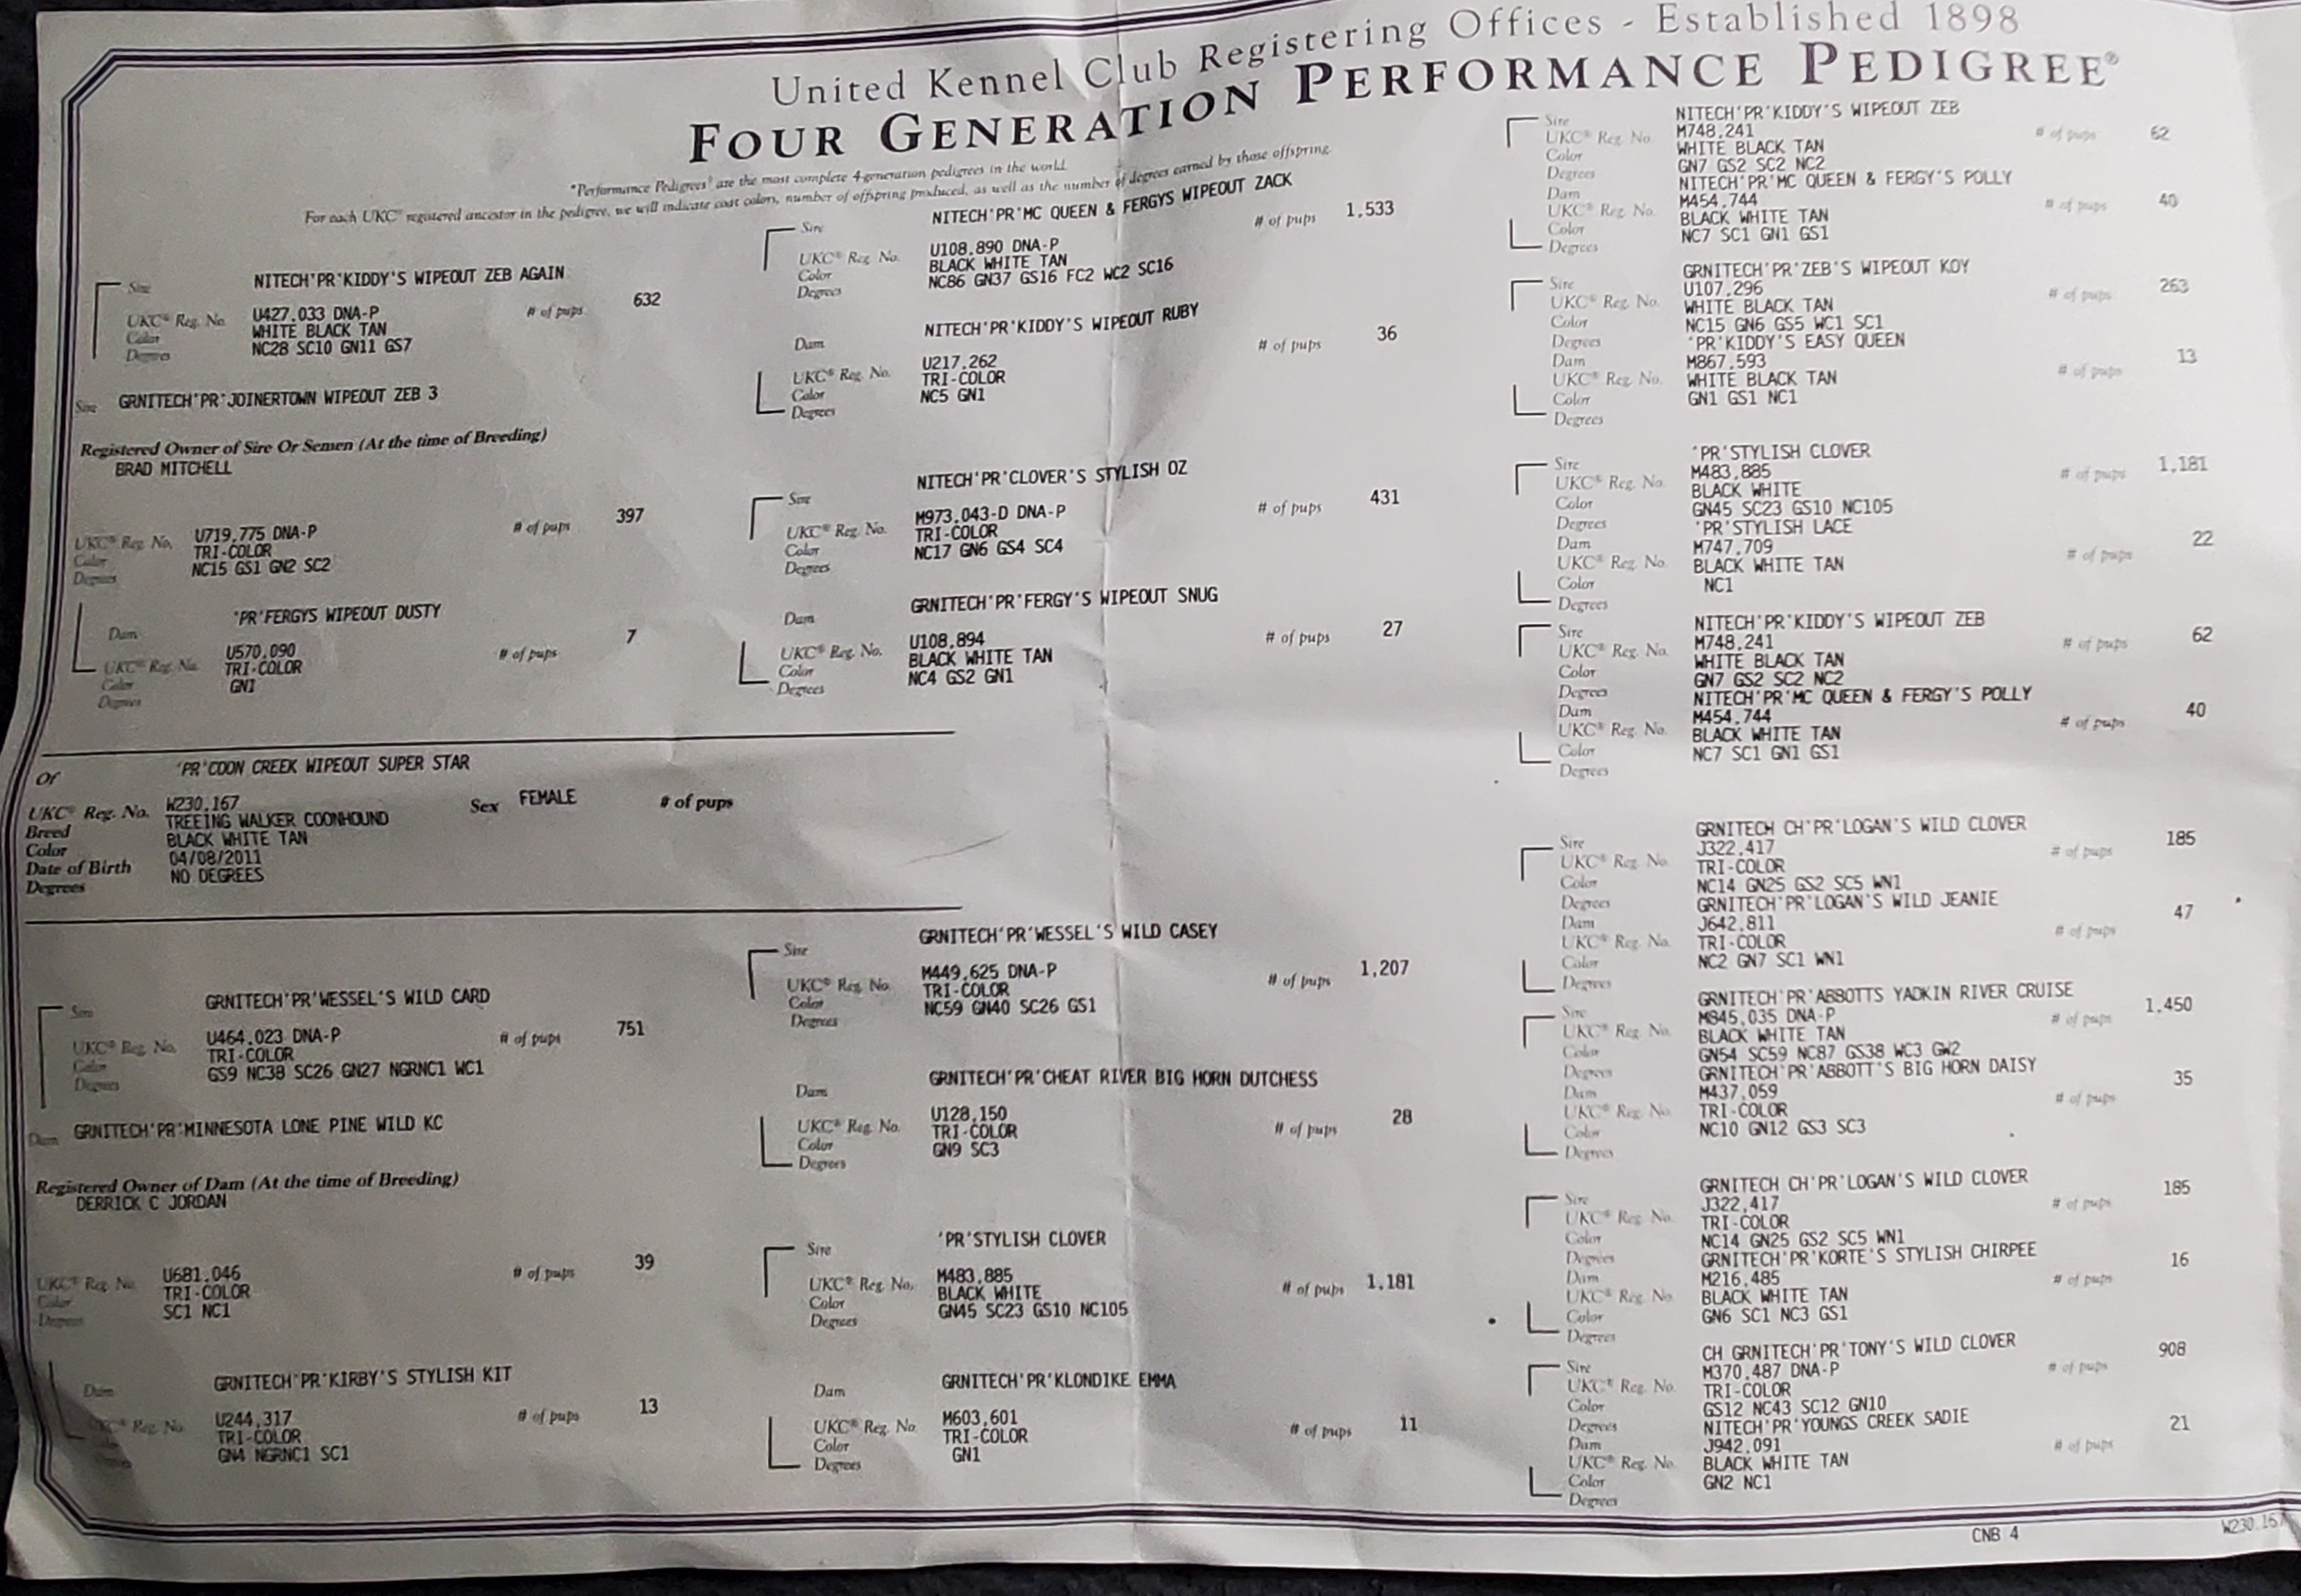 United Kennel Club Registering Offices - Established 1898
FOUR GENERATION PERFORMANCE PEDIGREE®
"Performance Pedigrees® are the most complete 4-generation pedigrees in the world.
For each UKC® registered ancestor in the pedigree, we will indicate coat colors, number of offspring produced, as well as the number of degrees earned by those offspring.
Sire NITECH'PR'KIDDY'S WIPEOUT ZEB AGAIN
UKC® Reg. No. U427,033 DNA-P # of pups 632
Color WHITE BLACK TAN
Degrees NC28 SC10 GN11 GS7
Sire GRNITECH'PR'JOINERTOWN WIPEOUT ZEB 3
Registered Owner of Sire Or Semen (At the time of Breeding)
BRAD MITCHELL
UKC® Reg. No. U719,775 DNA-P # of pups 397
Color TRI-COLOR
Degrees NC15 GS1 GN2 SC2
Dam 'PR'FERGYS WIPEOUT DUSTY
UKC® Reg. No. U570,090 # of pups 7
Color TRI-COLOR
Degrees GN1
Of 'PR'COON CREEK WIPEOUT SUPER STAR
UKC® Reg. No. W230,167 Sex FEMALE # of pups
Breed TREEING WALKER COONHOUND
Color BLACK WHITE TAN
Date of Birth 04/08/2011
Degrees NO DEGREES
Sire GRNITECH'PR'WESSEL'S WILD CARD
UKC® Reg. No. U464,023 DNA-P # of pups 751
Color TRI-COLOR
Degrees GS9 NC38 SC26 GN27 NGRNC1 WC1
Dam GRNITECH'PR'MINNESOTA LONE PINE WILD KC
Registered Owner of Dam (At the time of Breeding)
DERRICK C JORDAN
UKC® Reg. No. U681,046 # of pups 39
Color TRI-COLOR
Degrees SC1 NC1
Dam GRNITECH'PR'KIRBY'S STYLISH KIT
UKC® Reg. No. U244,317 # of pups 13
TRI-COLOR
GN4 NGRNC1 SC1
Sire NITECH'PR'MC QUEEN & FERGYS WIPEOUT ZACK
UKC® Reg. No. U108,890 DNA-P # of pups 1,533
Color BLACK WHITE TAN
Degrees NC86 GN37 GS16 FC2 WC2 SC16
Dam NITECH'PR'KIDDY'S WIPEOUT RUBY
UKC® Reg. No. U217,262 # of pups 36
Color TRI-COLOR
Degrees NC5 GN1
Sire NITECH'PR'CLOVER'S STYLISH OZ
UKC® Reg. No. M973,043-D DNA-P # of pups 431
Color TRI-COLOR
Degrees NC17 GN6 GS4 SC4
Dam GRNITECH'PR'FERGY'S WIPEOUT SNUG
UKC® Reg. No. U108,894 # of pups 27
Color BLACK WHITE TAN
Degrees NC4 GS2 GN1
Sire GRNITECH'PR'WESSEL'S WILD CASEY
UKC® Reg. No. M449,625 DNA-P # of pups 1,207
Color TRI-COLOR
Degrees NC59 GN40 SC26 GS1
Dam GRNITECH'PR'CHEAT RIVER BIG HORN DUTCHESS
UKC® Reg. No. U128,150 # of pups 28
Color TRI-COLOR
Degrees GN9 SC3
Sire 'PR'STYLISH CLOVER
UKC® Reg. No. M483,885 # of pups 1,181
Color BLACK WHITE
Degrees GN45 SC23 GS10 NC105
Dam GRNITECH'PR'KLONDIKE EMMA
UKC® Reg. No. M603,601 # of pups 11
Color TRI-COLOR
Degrees GN1
Sire NITECH'PR'KIDDY'S WIPEOUT ZEB
UKC® Reg. No. M748,241 # of pups 62
Color WHITE BLACK TAN
Degrees GN7 GS2 SC2 NC2
Dam NITECH'PR'MC QUEEN & FERGY'S POLLY
UKC® Reg. No. M454,744 # of pups 40
Color BLACK WHITE TAN
Degrees NC7 SC1 GN1 GS1
Sire GRNITECH'PR'ZEB'S WIPEOUT KOY
UKC® Reg. No. U107,296 # of pups 263
Color WHITE BLACK TAN
Degrees NC15 GN6 GS5 WC1 SC1
Dam 'PR'KIDDY'S EASY QUEEN
UKC® Reg. No. M867,593 # of pups 13
Color WHITE BLACK TAN
Degrees GN1 GS1 NC1
Sire 'PR'STYLISH CLOVER
UKC® Reg. No. M483,885 # of pups 1,181
Color BLACK WHITE
Degrees GN45 SC23 GS10 NC105
Dam 'PR'STYLISH LACE
UKC® Reg. No. M747,709 # of pups 22
Color BLACK WHITE TAN
Degrees NC1
Sire NITECH'PR'KIDDY'S WIPEOUT ZEB
UKC® Reg. No. M748,241 # of pups 62
Color WHITE BLACK TAN
Degrees GN7 GS2 SC2 NC2
Dam NITECH'PR'MC QUEEN & FERGY'S POLLY
UKC® Reg. No. M454,744 # of pups 40
Color BLACK WHITE TAN
Degrees NC7 SC1 GN1 GS1
Sire GRNITECH CH'PR'LOGAN'S WILD CLOVER
UKC® Reg. No. J322,417 # of pups 185
Color TRI-COLOR
Degrees NC14 GN25 GS2 SC5 WN1
Dam GRNITECH'PR'LOGAN'S WILD JEANIE
UKC® Reg. No. J642,811 # of pups 47
Color TRI-COLOR
Degrees NC2 GN7 SC1 WN1
Sire GRNITECH'PR'ABBOTTS YADKIN RIVER CRUISE
UKC® Reg. No. M845,035 DNA-P # of pups 1,450
Color BLACK WHITE TAN
Degrees GN54 SC59 NC87 GS38 WC3 GW2
Dam GRNITECH'PR'ABBOTT'S BIG HORN DAISY
UKC® Reg. No. M437,059 # of pups 35
Color TRI-COLOR
Degrees NC10 GN12 GS3 SC3
Sire GRNITECH CH'PR'LOGAN'S WILD CLOVER
UKC® Reg. No. J322,417 # of pups 185
Color TRI-COLOR
Degrees NC14 GN25 GS2 SC5 WN1
Dam GRNITECH'PR'KORTE'S STYLISH CHIRPEE
UKC® Reg. No. M216,485 # of pups 16
Color BLACK WHITE TAN
Degrees GN6 SC1 NC3 GS1
Sire CH GRNITECH'PR'TONY'S WILD CLOVER
UKC® Reg. No. M370,487 DNA-P # of pups 908
Color TRI-COLOR
Degrees GS12 NC43 SC12 GN10
Dam NITECH'PR'YOUNGS CREEK SADIE
UKC® Reg. No. J942,091 # of pups 21
Color BLACK WHITE TAN
Degrees GN2 NC1
CNB 4
W230,167